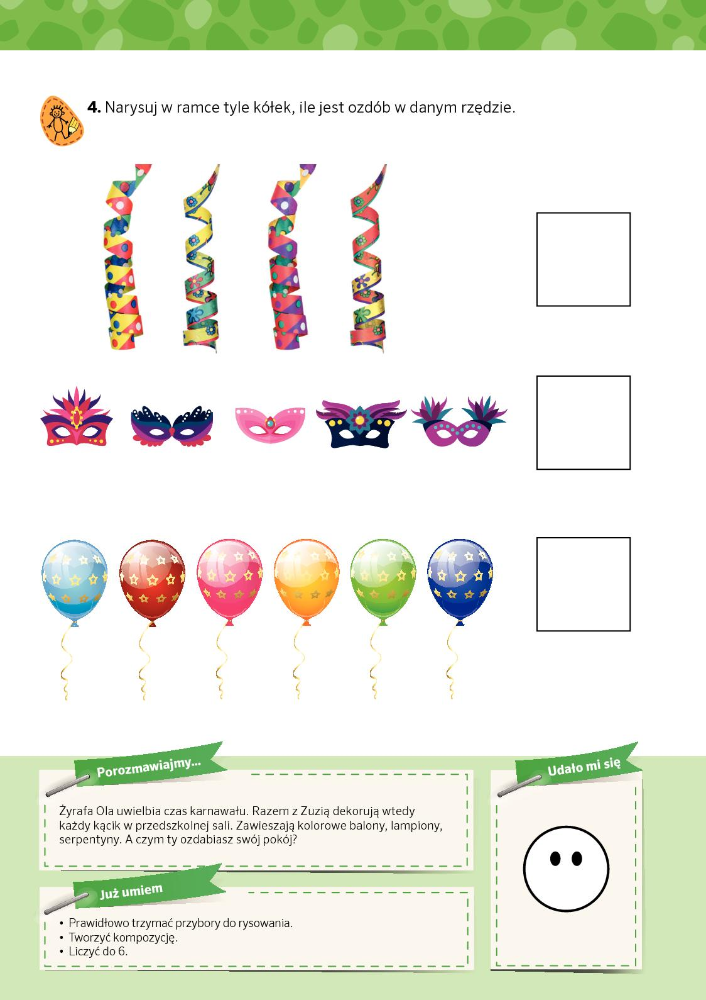 4. Narysuj w ramce tyle kółek, ile jest ozdób w danym rzędzie.
Porozmawiajmy...
Żyrafa Ola uwielbia czas karnawału. Razem z Zuzią dekorują wtedy
każdy kącik w przedszkolnej sali. Zawieszają kolorowe balony, lampiony,
serpentyny. A czym ty ozdabiasz swój pokój?
Już umiem
• Prawidłowo trzymać przybory do rysowania.
• Tworzyć kompozycję.
• Liczyć do 6.
Udało mi się